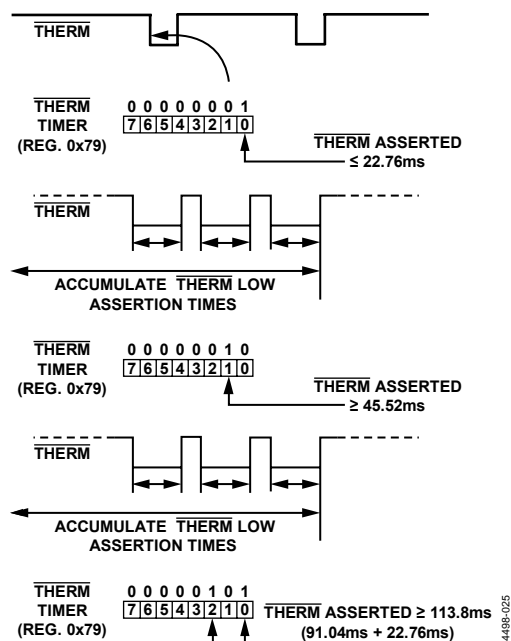 THERM
THERM
TIMER
(REG. 0x79)
0 0 0 0 0 0 0 1
7 6 5 4 3 2 1 0
THERM ASSERTED
≤ 22.76ms
THERM
ACCUMULATE THERM LOW
ASSERTION TIMES
THERM
TIMER
(REG. 0x79)
0 0 0 0 0 0 1 0
7 6 5 4 3 2 1 0
THERM ASSERTED
≥ 45.52ms
THERM
ACCUMULATE THERM LOW
ASSERTION TIMES
THERM
TIMER
(REG. 0x79)
0 0 0 0 0 1 0 1
7 6 5 4 3 2 1 0
THERM ASSERTED ≥ 113.8ms
(91.04ms + 22.76ms)
4498-025